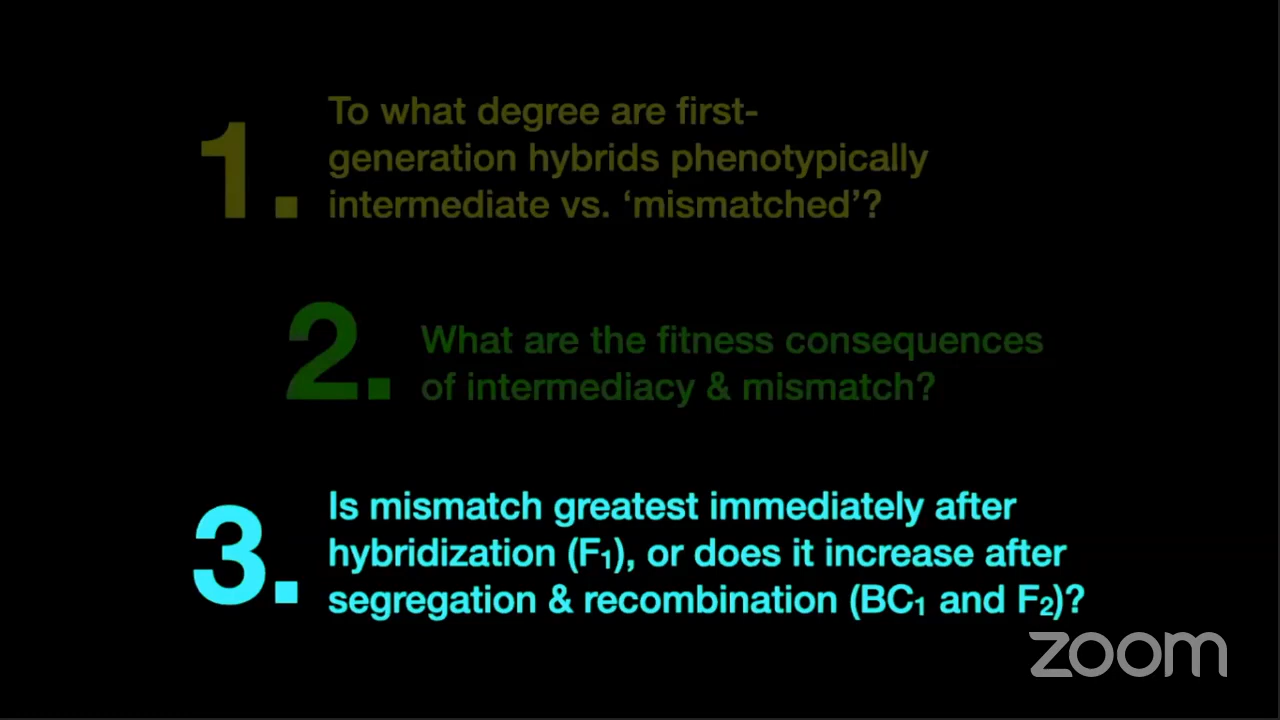 1. To what degree are first-
generation hybrids phenotypically
intermediate vs. ‘mismatched’?
2. What are the fitness consequences
of intermediacy & mismatch?
3. Is mismatch greatest immediately after
hybridization (F₁), or does it increase after
segregation & recombination (BC₁ and F₂)?
zoom